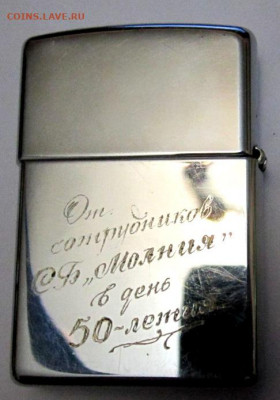 COINS.LAVE.RU
От
сотрудников
СБ „Молния”
в день
50-летия